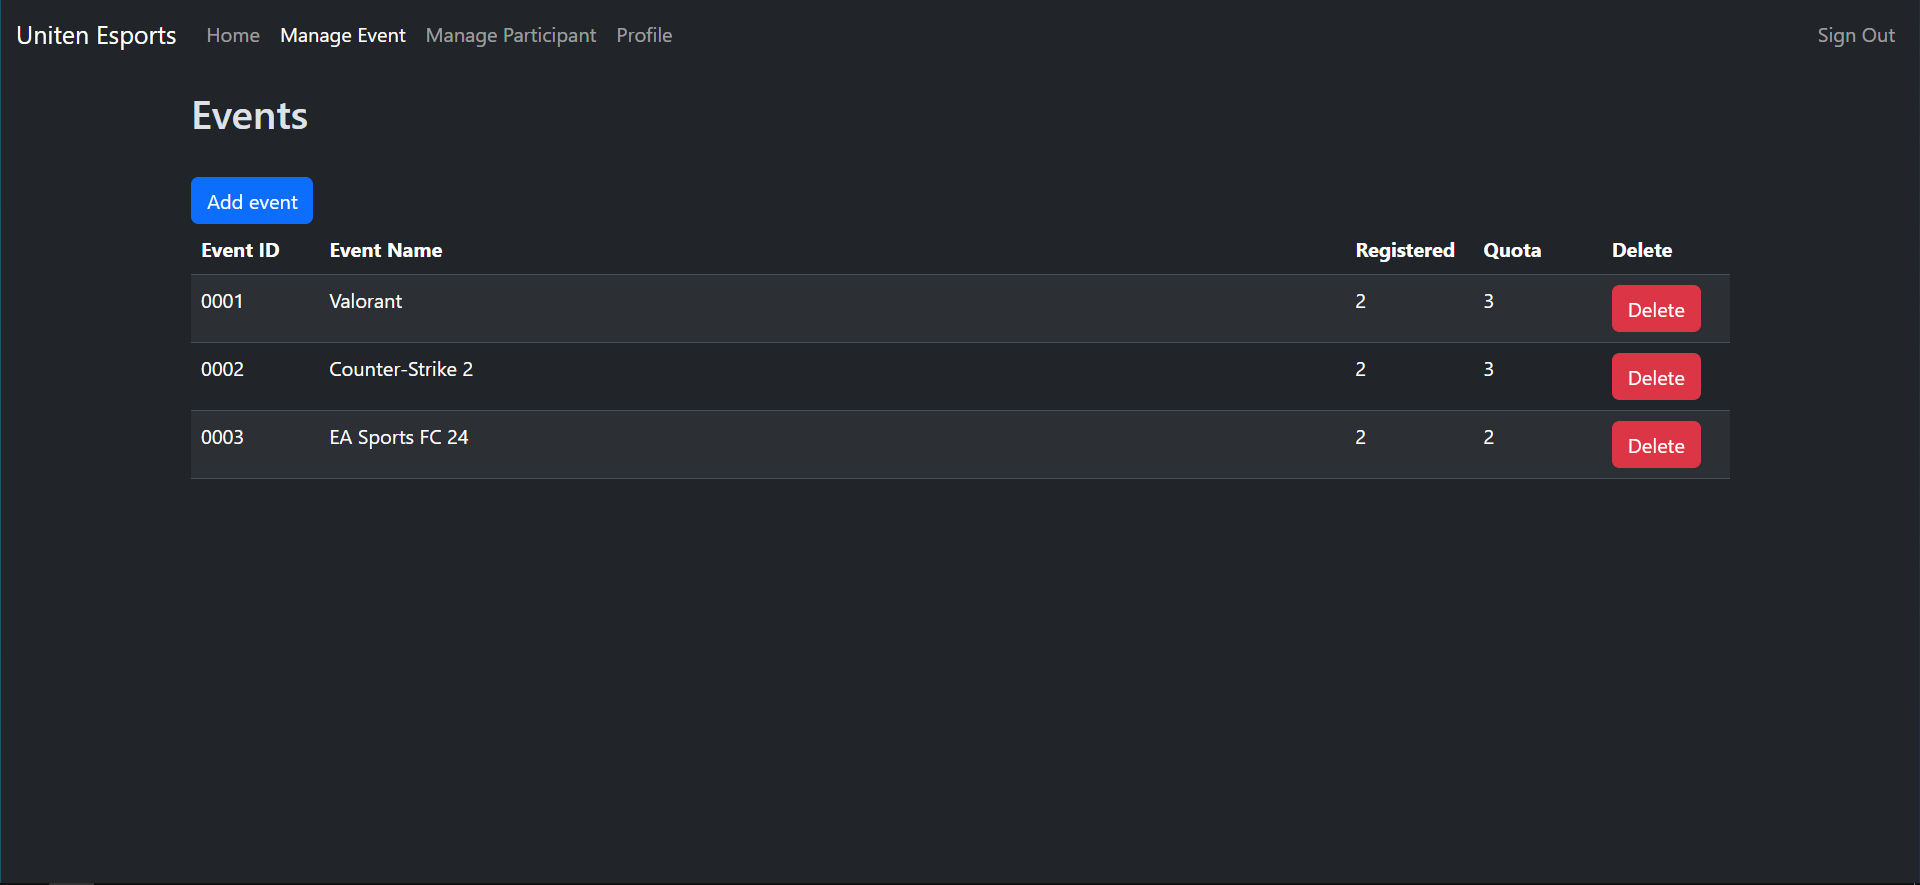 Uniten Esports Home Manage Event Manage Participant Profile Sign Out
Events
Add event
Event ID Event Name Registered Quota Delete
0001 Valorant 2 3 Delete
0002 Counter-Strike 2 2 3 Delete
0003 EA Sports FC 24 2 2 Delete